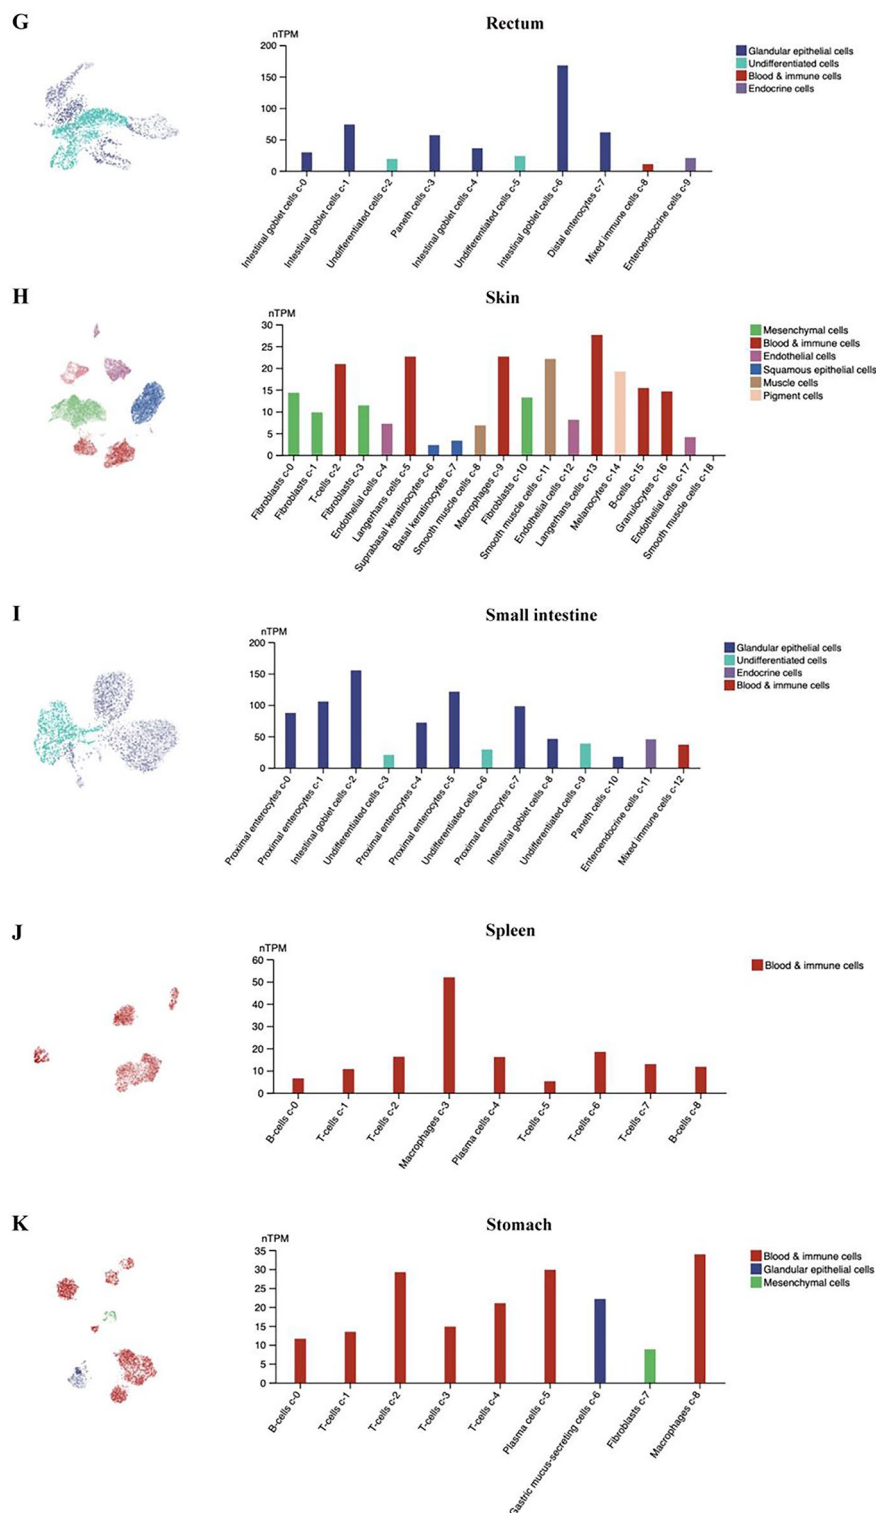 G
Rectum
nTPM
200
150
100
50
0
Intestinal goblet cells c-0
Intestinal goblet cells c-1
Undifferentiated cells c-2
Paneth cells c-3
Intestinal goblet cells c-4
Undifferentiated cells c-5
Intestinal goblet cells c-6
Distal enterocytes c-7
Mixed immune cells c-8
Enteroendocrine cells c-9
Glandular epithelial cells
Undifferentiated cells
Blood & immune cells
Endocrine cells
H
Skin
nTPM
30
25
20
15
10
5
0
Fibroblasts c-0
Fibroblasts c-1
T-cells c-2
Fibroblasts c-3
Endothelial cells c-4
Langerhans cells c-5
Suprabasal keratinocytes c-6
Basal keratinocytes c-7
Smooth muscle cells c-8
Macrophages c-9
Fibroblasts c-10
Smooth muscle cells c-11
Endothelial cells c-12
Langerhans cells c-13
Melanocytes c-14
B-cells c-15
Granulocytes c-16
Endothelial cells c-17
Smooth muscle cells c-18
Mesenchymal cells
Blood & immune cells
Endothelial cells
Squamous epithelial cells
Muscle cells
Pigment cells
I
Small intestine
nTPM
200
150
100
50
0
Proximal enterocytes c-0
Proximal enterocytes c-1
Intestinal goblet cells c-2
Undifferentiated cells c-3
Proximal enterocytes c-4
Proximal enterocytes c-5
Undifferentiated cells c-6
Proximal enterocytes c-7
Intestinal goblet cells c-8
Undifferentiated cells c-9
Paneth cells c-10
Enteroendocrine cells c-11
Mixed immune cells c-12
Glandular epithelial cells
Undifferentiated cells
Endocrine cells
Blood & immune cells
J
Spleen
nTPM
60
50
40
30
20
10
0
B-cells c-0
T-cells c-1
T-cells c-2
Macrophages c-3
Plasma cells c-4
T-cells c-5
T-cells c-6
T-cells c-7
B-cells c-8
Blood & immune cells
K
Stomach
nTPM
35
30
25
20
15
10
5
0
B-cells c-0
T-cells c-1
T-cells c-2
T-cells c-3
T-cells c-4
Plasma cells c-5
Gastric mucus-secreting cells c-6
Fibroblasts c-7
Macrophages c-8
Blood & immune cells
Glandular epithelial cells
Mesenchymal cells